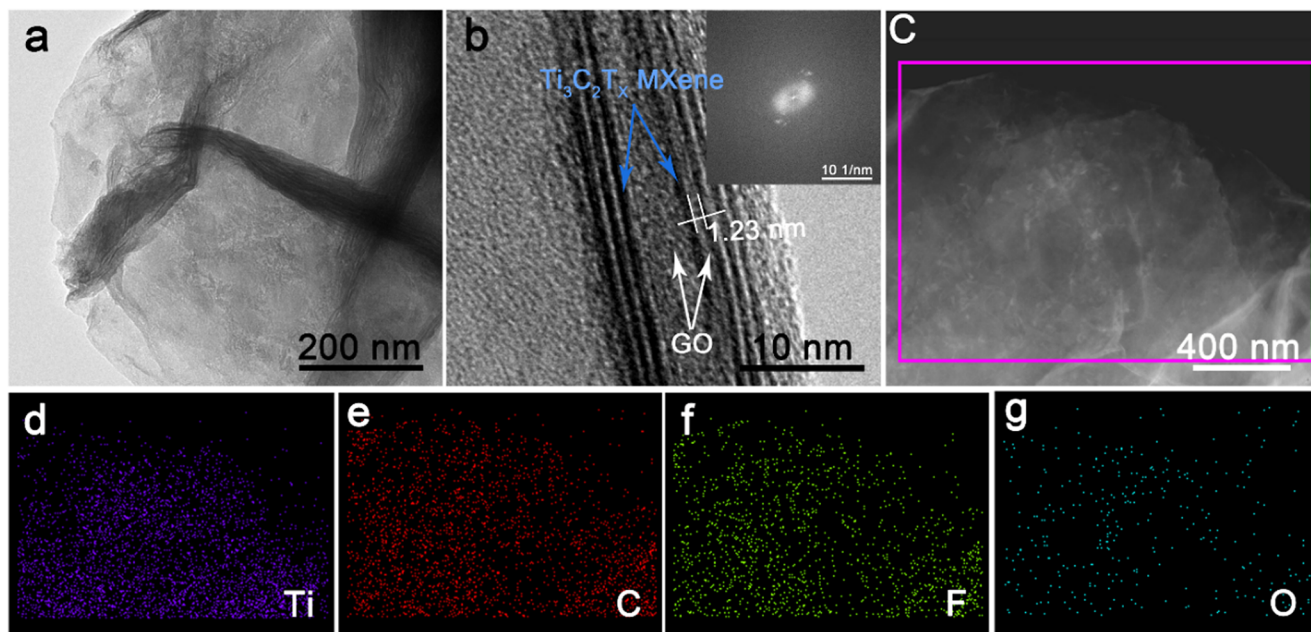 a
200 nm
b
Ti₃C₂Tₓ MXene
1.23 nm
GO
10 nm
10 1/nm
C
400 nm
d
Ti
e
C
f
F
g
O